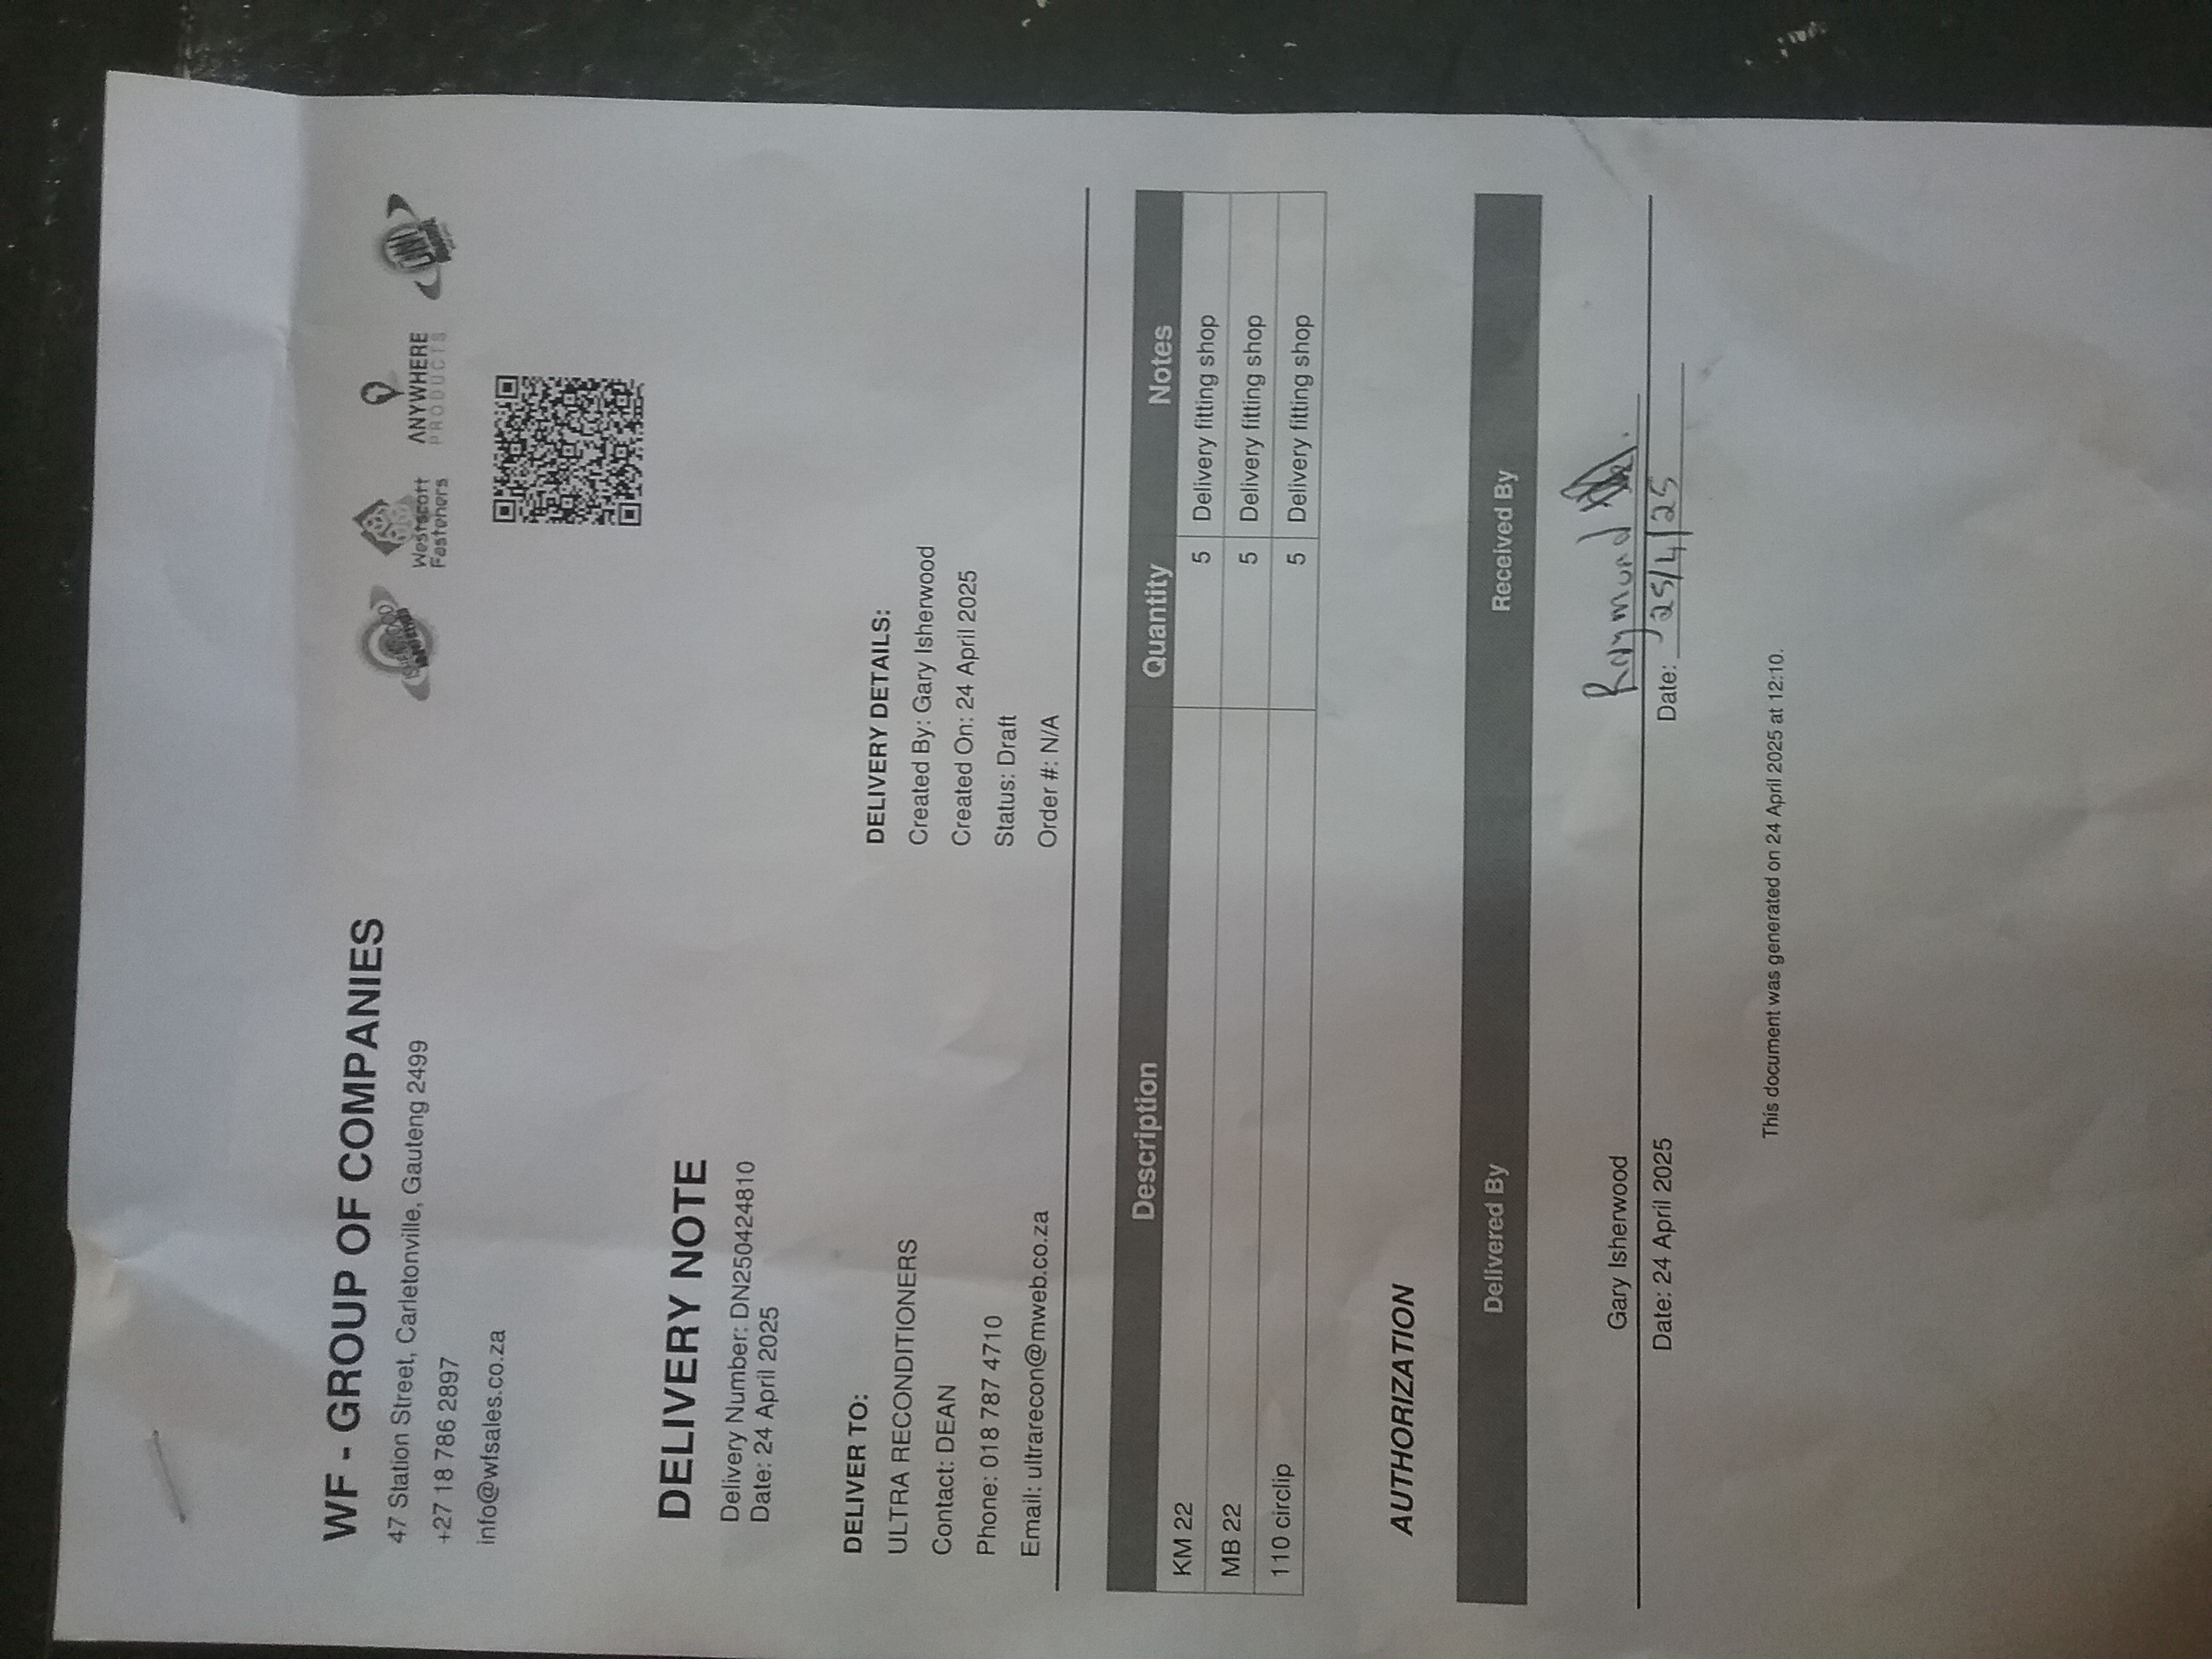 WF - GROUP OF COMPANIES
47 Station Street, Carletonville, Gauteng 2499
+27 18 786 2897
info@wfsales.co.za
Westscott
Fasteners
ANYWHERE
PRODUCTS
DELIVERY NOTE
Delivery Number: DN250424810
Date: 24 April 2025
DELIVER TO:
ULTRA RECONDITIONERS
Contact: DEAN
Phone: 018 787 4710
Email: ultrarecon@mweb.co.za
DELIVERY DETAILS:
Created By: Gary Isherwood
Created On: 24 April 2025
Status: Draft
Order #: N/A
Description Quantity Notes
KM 22 5 Delivery fitting shop
MB 22 5 Delivery fitting shop
110 circlip 5 Delivery fitting shop
AUTHORIZATION
Delivered By Received By
Gary Isherwood Raymond
Date: 24 April 2025 Date: 25/4/25
This document was generated on 24 April 2025 at 12:10.